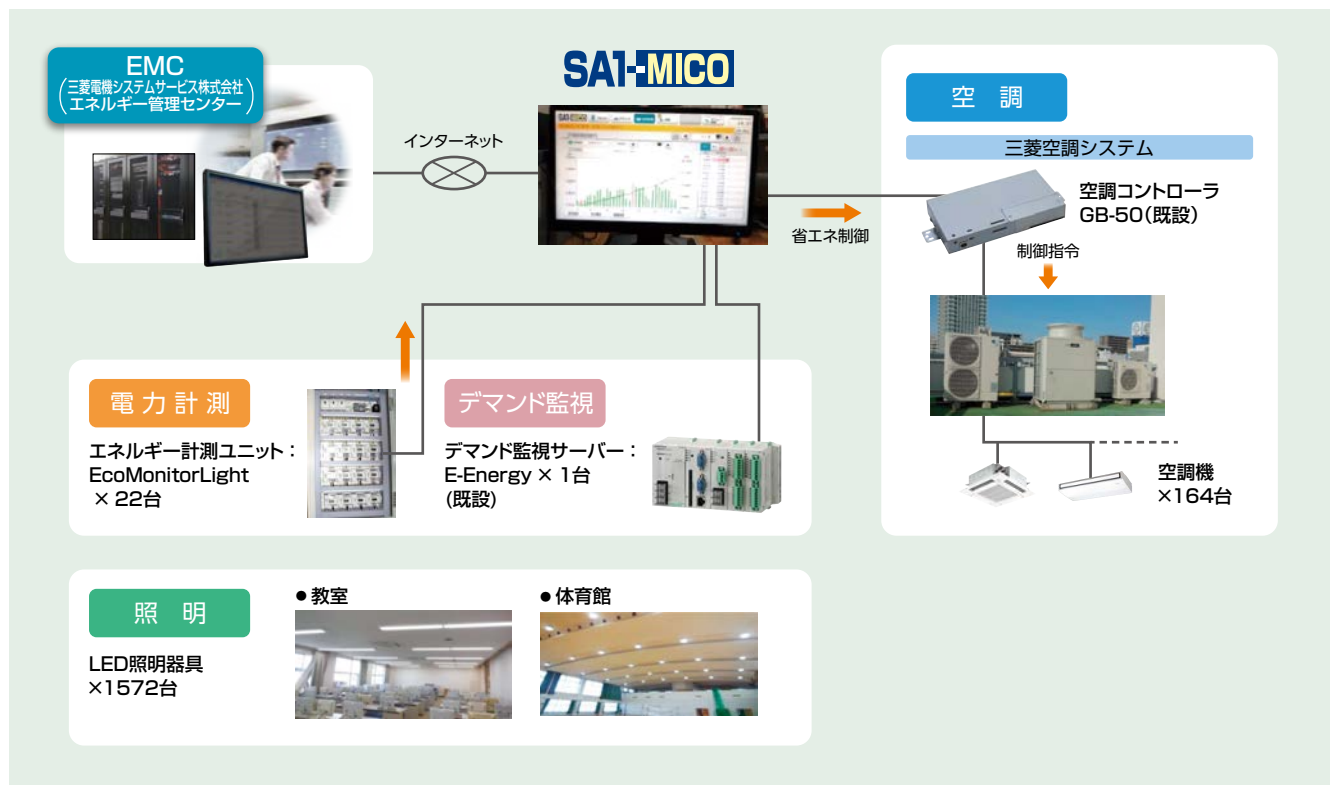 EMC
(三菱電機システムサービス株式会社
エネルギー管理センター)
インターネット
SA1-MICO
省エネ制御
空 調
三菱空調システム
空調コントローラ
GB-50(既設)
制御指令
空調機
×164台
電力計測
エネルギー計測ユニット:
EcoMonitorLight
× 22台
デマンド監視
デマンド監視サーバー:
E-Energy × 1台
(既設)
照 明
LED照明器具
×1572台
● 教室
● 体育館